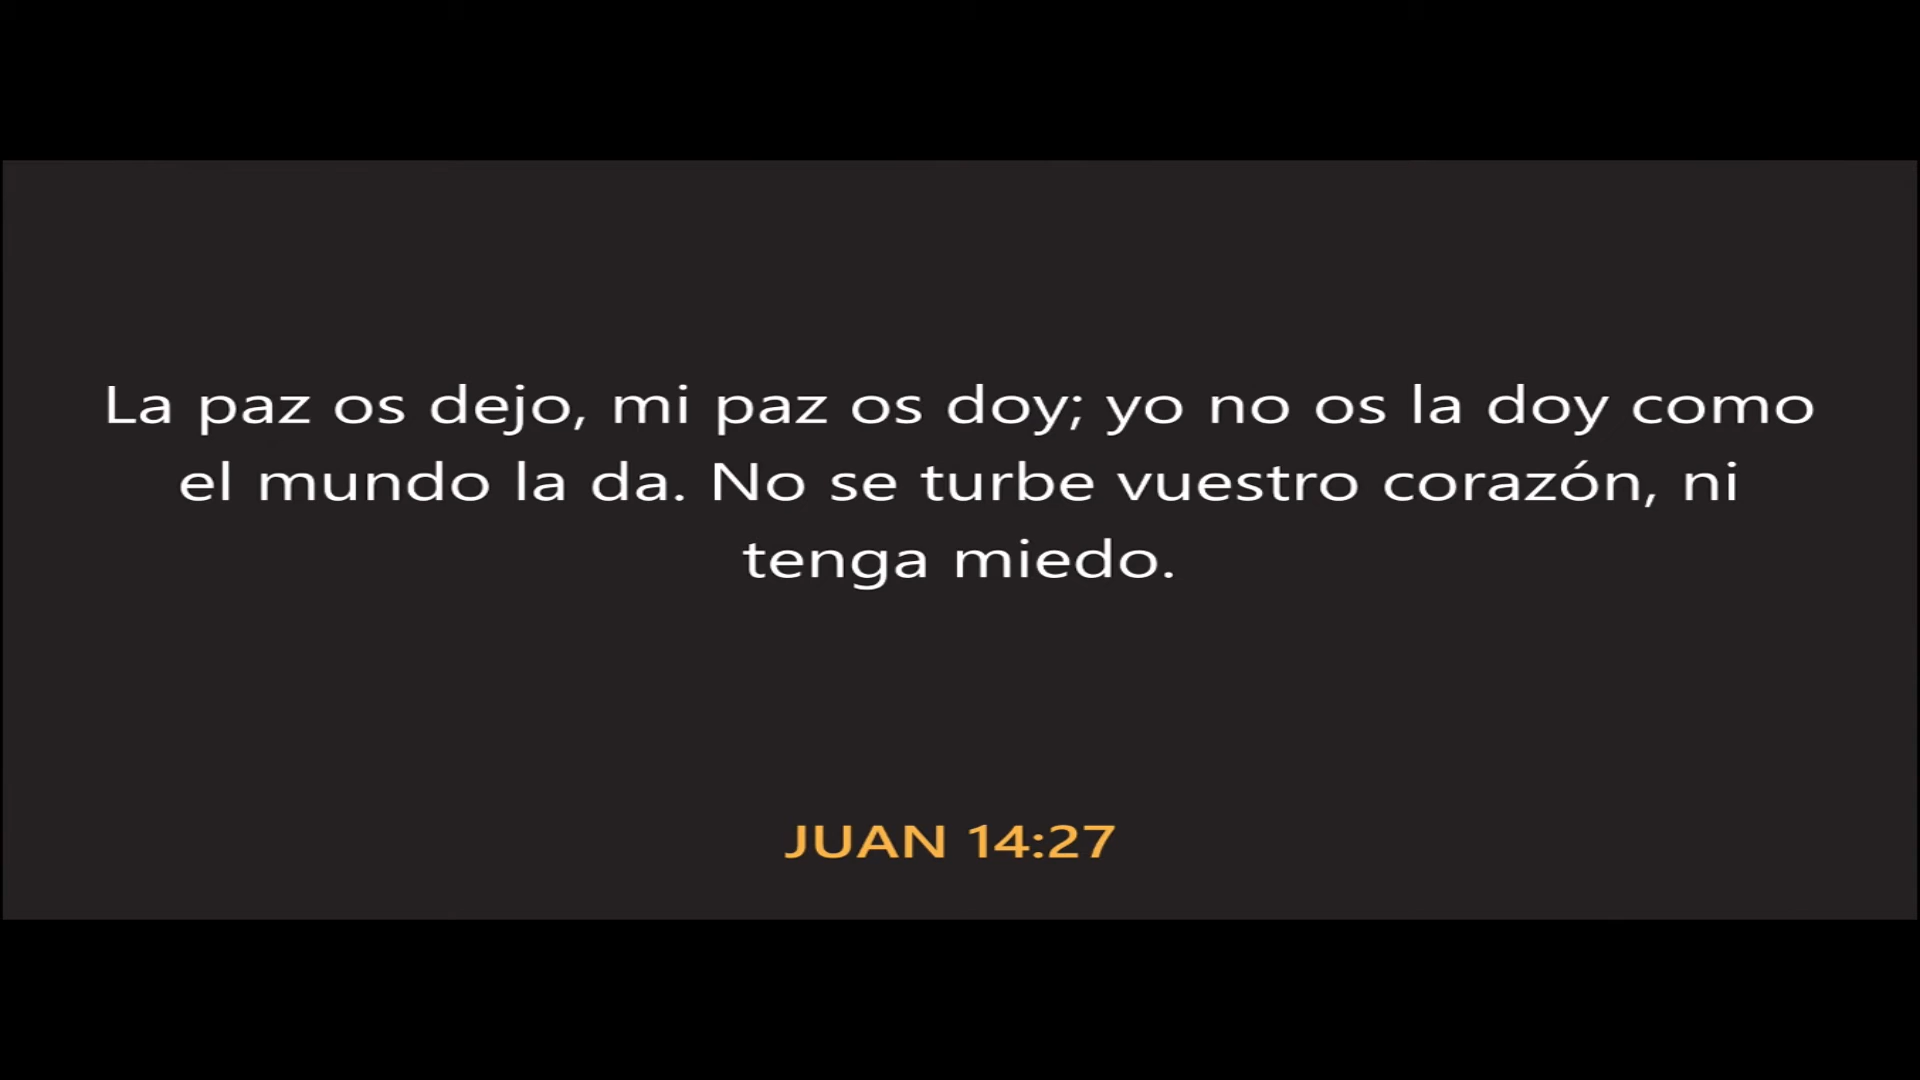 La paz os dejo, mi paz os doy; yo no os la doy como
el mundo la da. No se turbe vuestro corazón, ni
tenga miedo.
JUAN 14:27